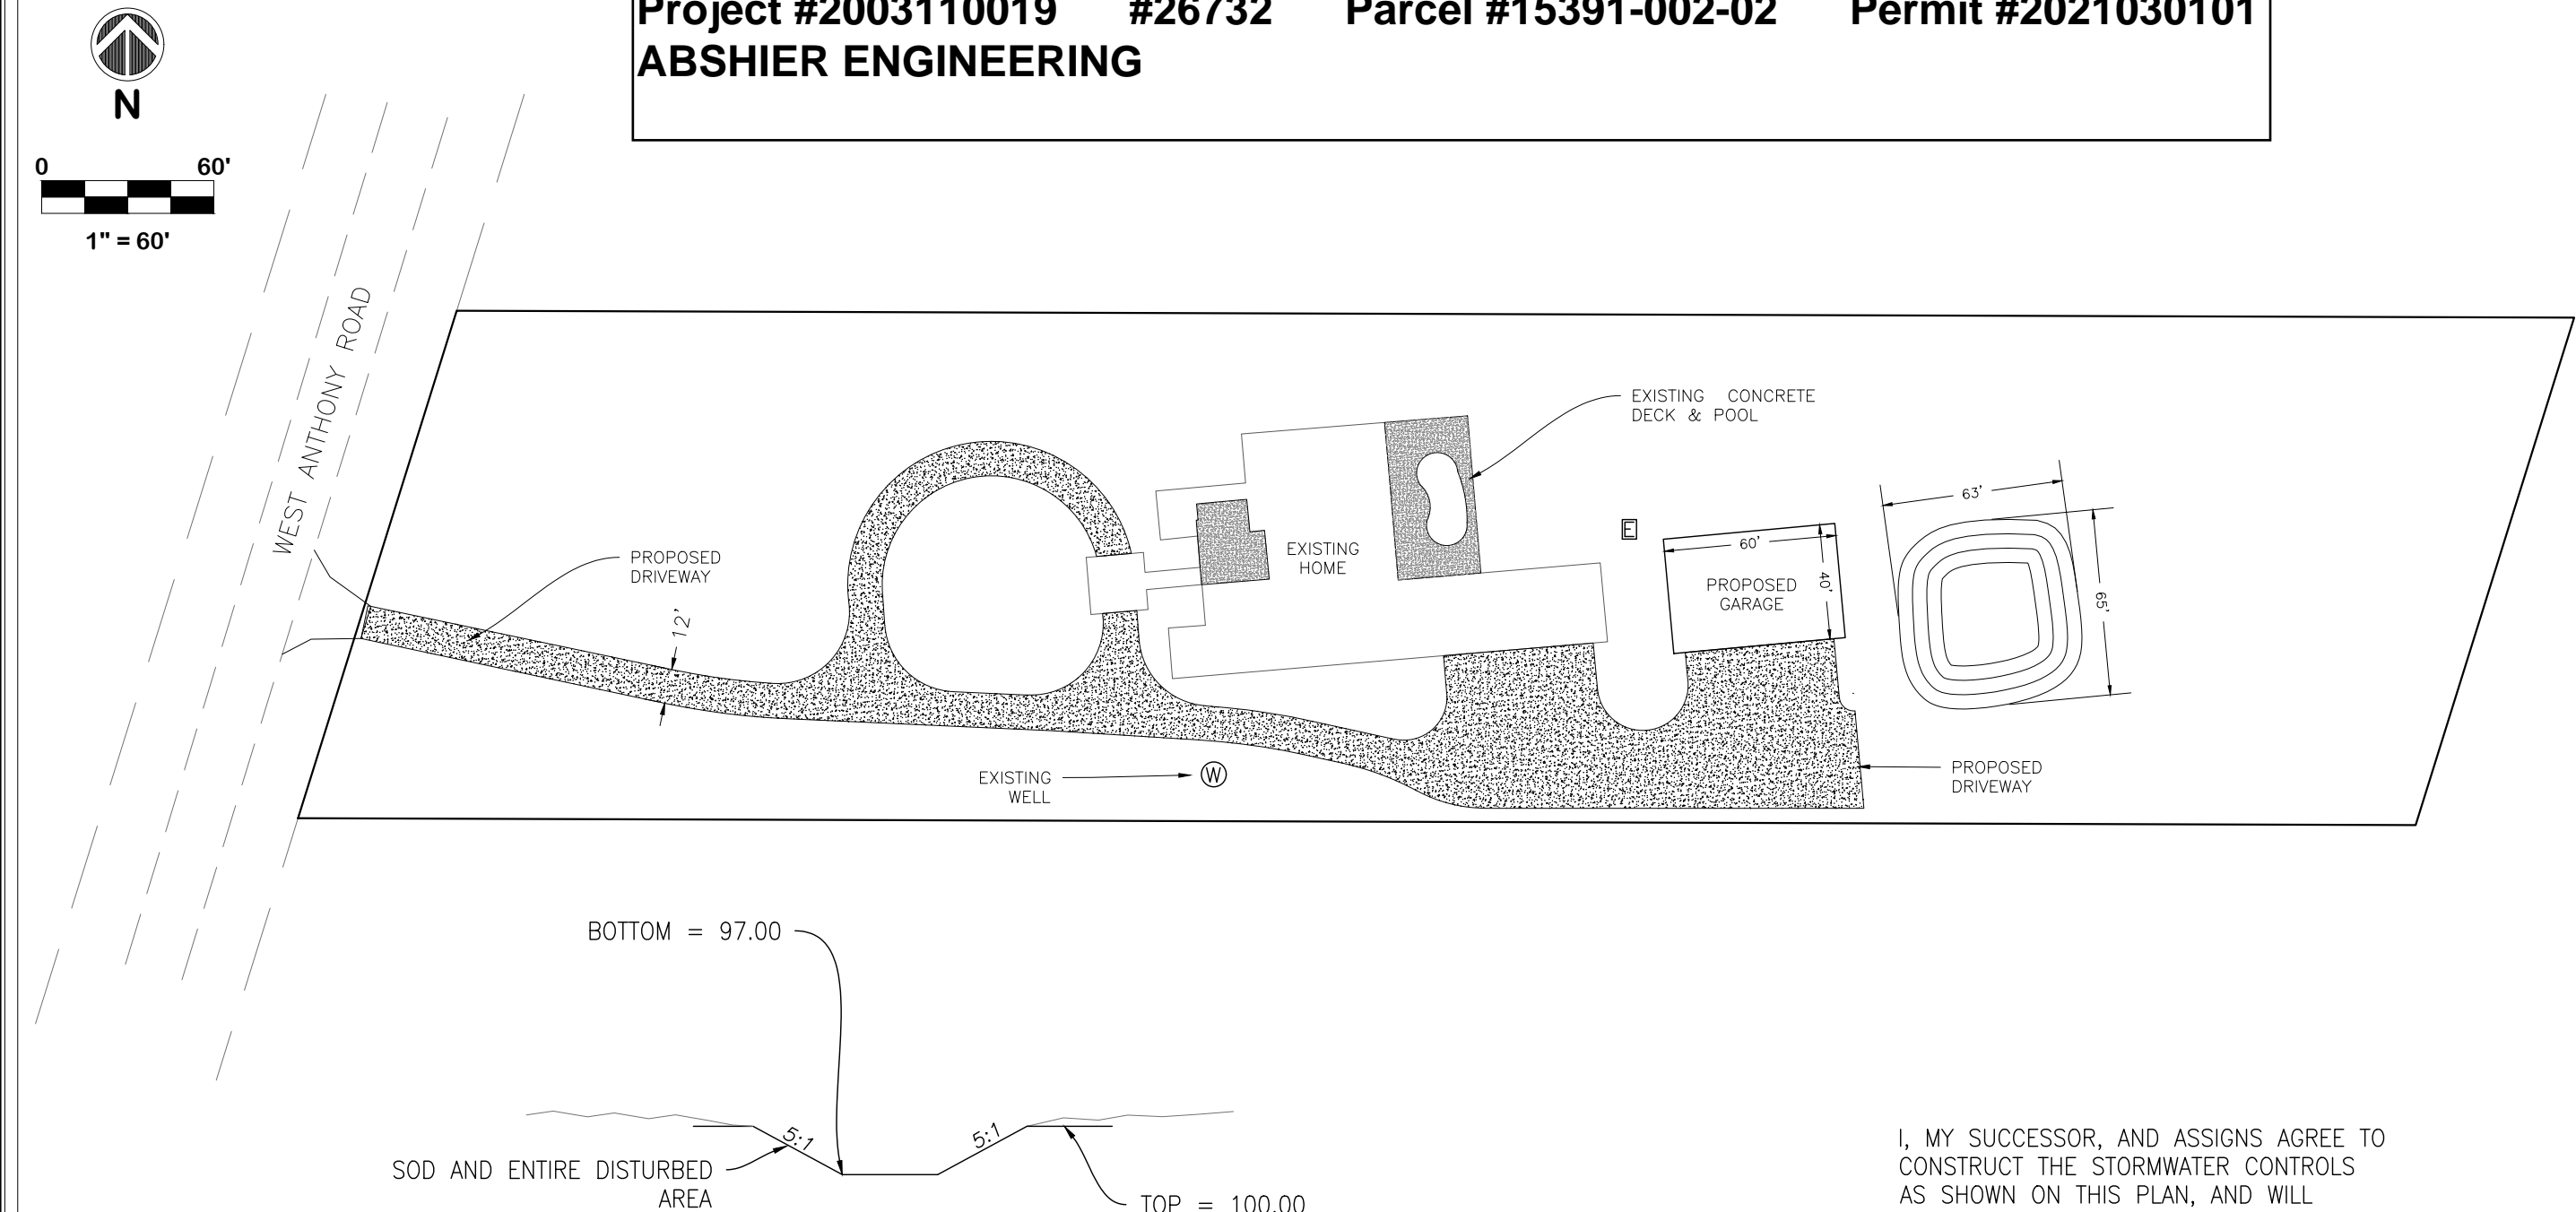 Project #2003110019 #26732 Parcel #15391-002-02 Permit #2021030101
ABSHIER ENGINEERING
N
0 60'
1" = 60'
WEST ANTHONY ROAD
PROPOSED
DRIVEWAY
12'
EXISTING CONCRETE
DECK & POOL
EXISTING
HOME
E
60'
40'
PROPOSED
GARAGE
63'
65'
EXISTING
WELL
W
PROPOSED
DRIVEWAY
BOTTOM = 97.00
5:1
5:1
SOD AND ENTIRE DISTURBED
AREA
TOP = 100.00
I, MY SUCCESSOR, AND ASSIGNS AGREE TO
CONSTRUCT THE STORMWATER CONTROLS
AS SHOWN ON THIS PLAN, AND WILL